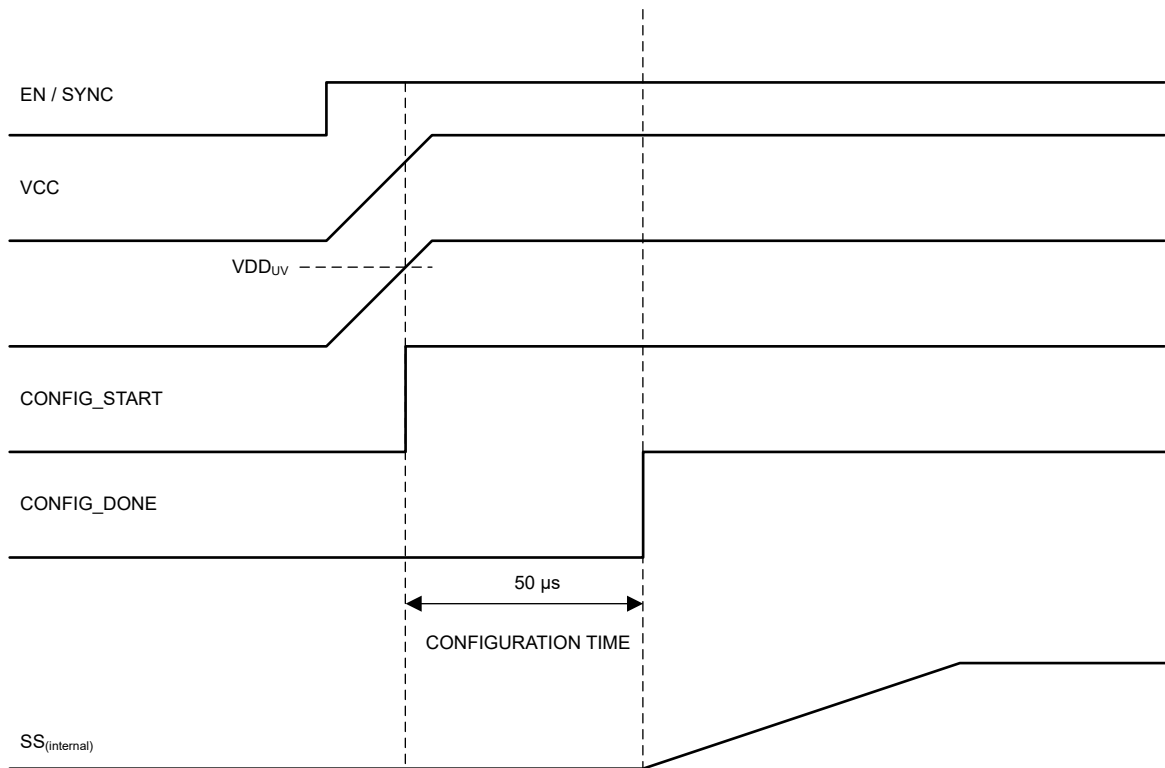 EN / SYNC
VCC
VDDUV
CONFIG_START
CONFIG_DONE
50 µs
CONFIGURATION TIME
SS(internal)